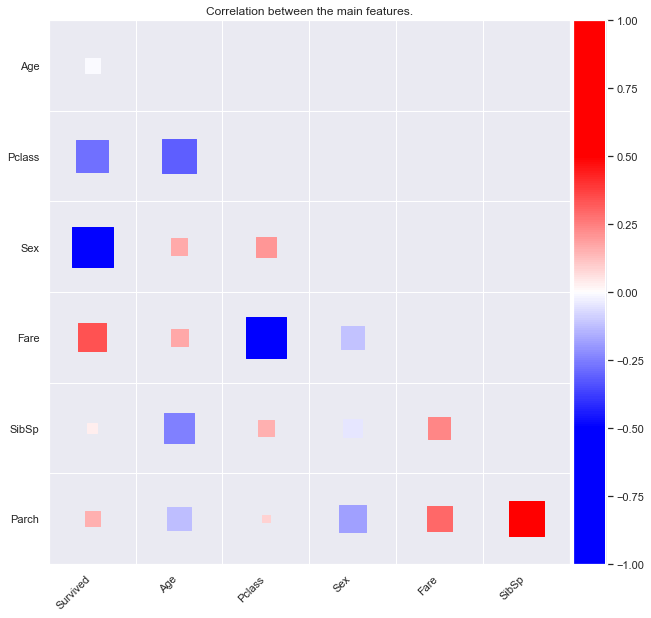 Correlation between the main features.
Age
Pclass
Sex
Fare
SibSp
Parch
Survived
Age
Pclass
Sex
Fare
SibSp
1.00
0.75
0.50
0.25
0.00
−0.25
−0.50
−0.75
−1.00